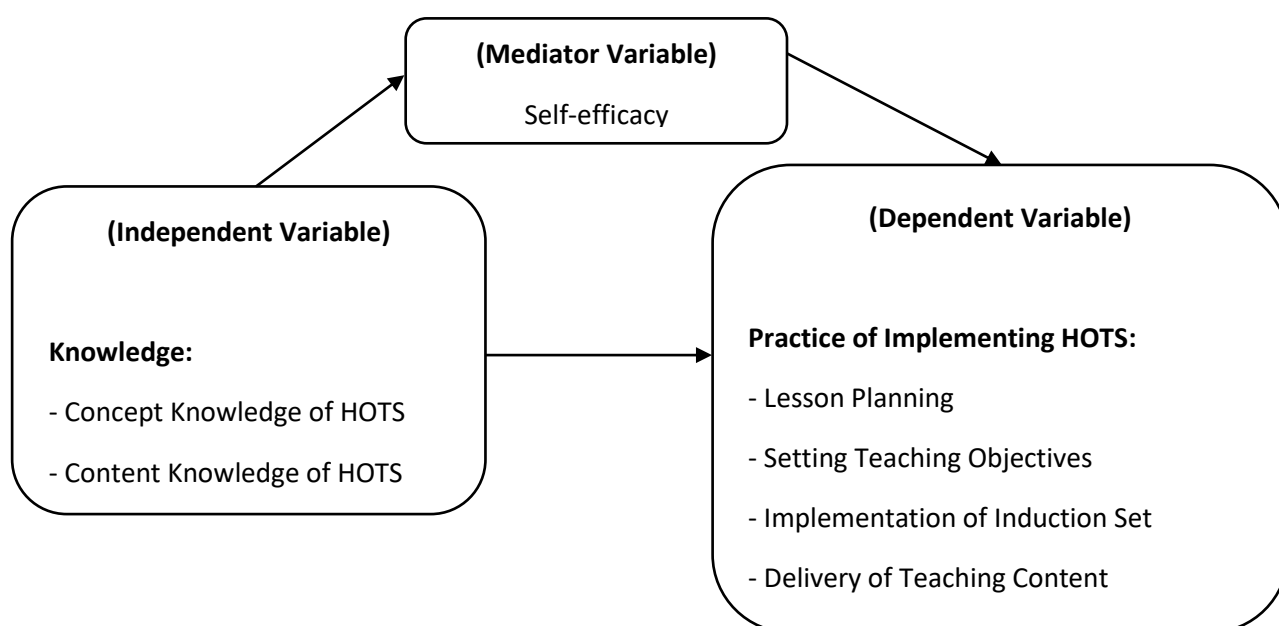 (Mediator Variable)
Self-efficacy
(Independent Variable)
Knowledge:
- Concept Knowledge of HOTS
- Content Knowledge of HOTS
(Dependent Variable)
Practice of Implementing HOTS:
- Lesson Planning
- Setting Teaching Objectives
- Implementation of Induction Set
- Delivery of Teaching Content